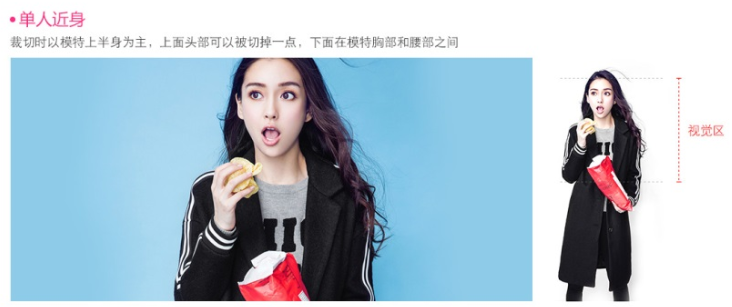 •单人近身
裁切时以模特上半身为主，上面头部可以被切掉一点，下面在模特胸部和腰部之间
视觉区